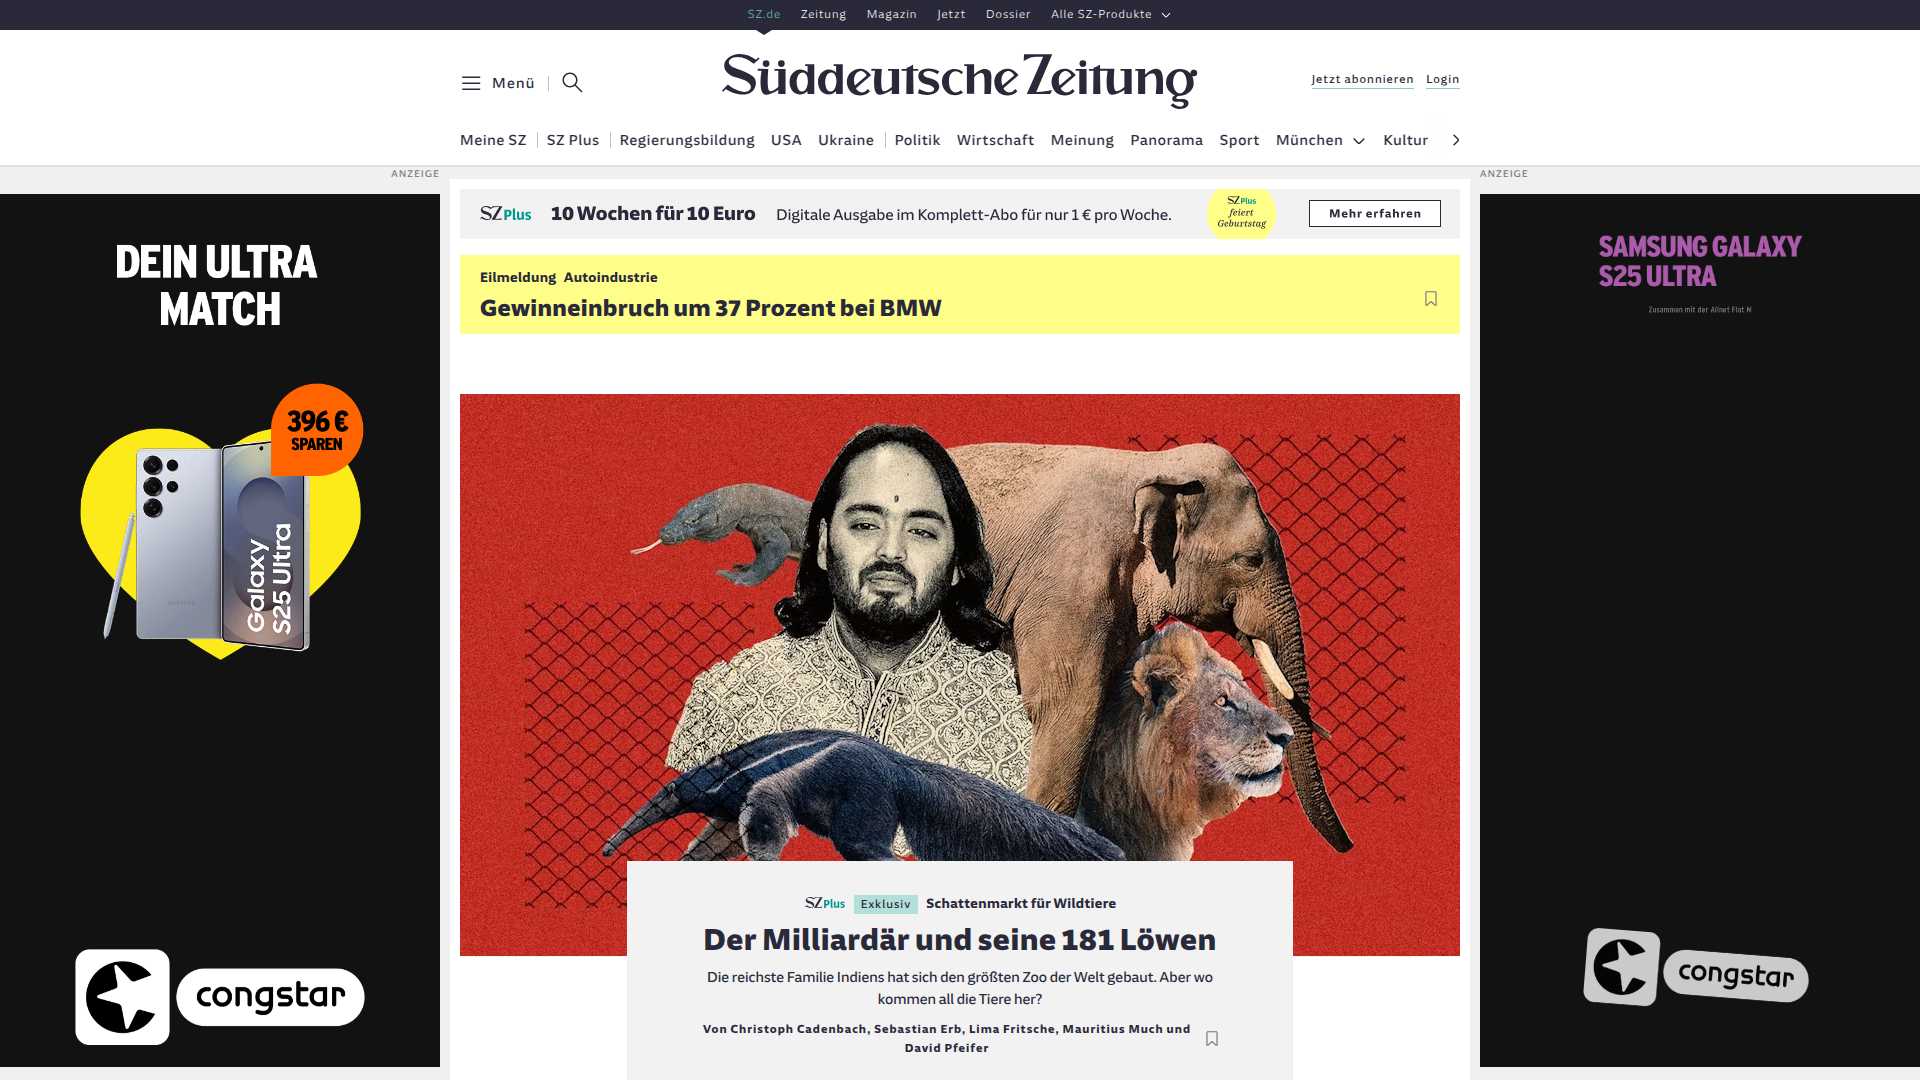 SZ.de Zeitung Magazin Jetzt Dossier Alle SZ-Produkte
Menü
Süddeutsche Zeitung
Jetzt abonnieren Login
Meine SZ SZ Plus Regierungsbildung USA Ukraine Politik Wirtschaft Meinung Panorama Sport München Kultur
ANZEIGE
DEIN ULTRA
MATCH
396 €
SPAREN
Galaxy
S25 Ultra
SAMSUNG
congstar
SZ Plus 10 Wochen für 10 Euro Digitale Ausgabe im Komplett-Abo für nur 1 € pro Woche.
SZ Plus
feiert
Geburtstag
Mehr erfahren
Eilmeldung Autoindustrie
Gewinneinbruch um 37 Prozent bei BMW
SZ Plus Exklusiv Schattenmarkt für Wildtiere
Der Milliardär und seine 181 Löwen
Die reichste Familie Indiens hat sich den größten Zoo der Welt gebaut. Aber wo
kommen all die Tiere her?
Von Christoph Cadenbach, Sebastian Erb, Lima Fritsche, Mauritius Much und
David Pfeifer
ANZEIGE
SAMSUNG GALAXY
S25 ULTRA
Zusammen mit der Allnet Flat M
congstar